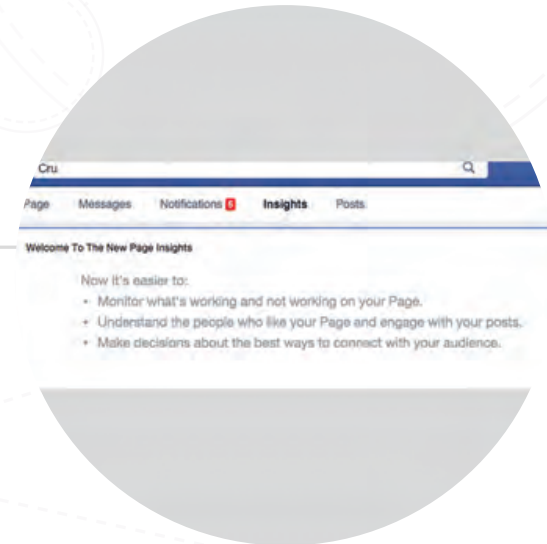 Cru
Page Messages Notifications 5 Insights Posts
Welcome To The New Page Insights
Now it's easier to:
• Monitor what's working and not working on your Page.
• Understand the people who like your Page and engage with your posts.
• Make decisions about the best ways to connect with your audience.